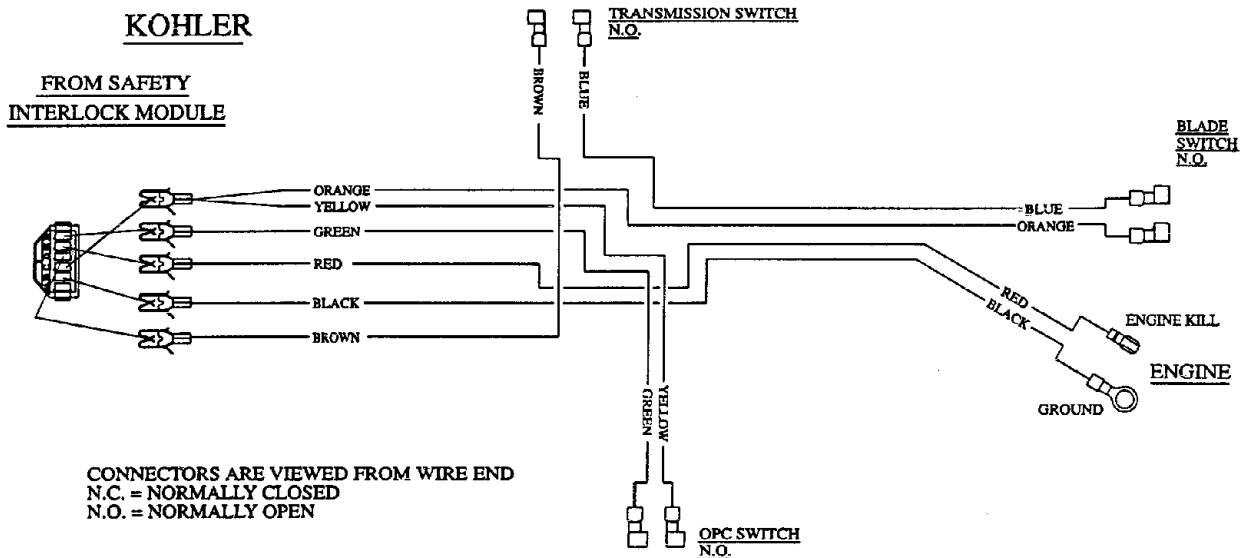 KOHLER
FROM SAFETY
INTERLOCK MODULE
TRANSMISSION SWITCH
N.O.
BROWN
BLUE
BLADE
SWITCH
N.O.
ORANGE
YELLOW
GREEN
RED
BLACK
BROWN
BLUE
ORANGE
RED
BLACK
ENGINE KILL
ENGINE
GROUND
GREEN
YELLOW
CONNECTORS ARE VIEWED FROM WIRE END
N.C. = NORMALLY CLOSED
N.O. = NORMALLY OPEN
OPC SWITCH
N.O.